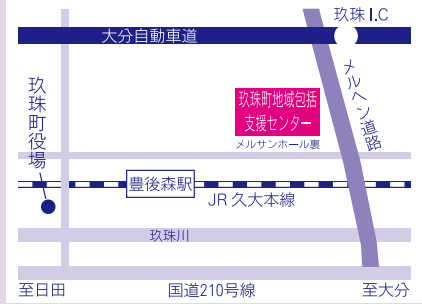 玖珠 I.C
大分自動車道
メルヘン道路
玖珠町地域包括
支援センター
メルサンホール裏
玖珠町役場
豊後森駅
JR 久大本線
玖珠川
至日田
国道210号線
至大分